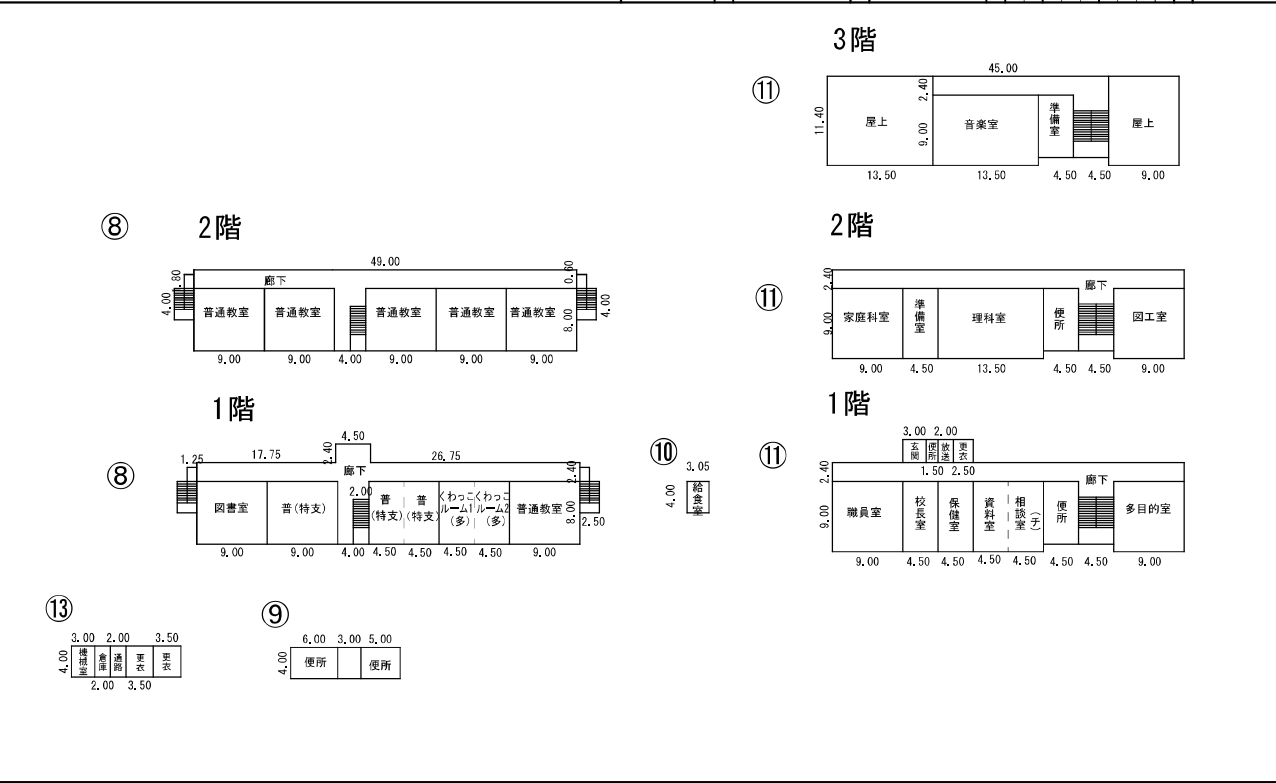 3階
⑪
45.00
11.40
屋上
2.40
9.00
音楽室
準備室
屋上
13.50
13.50
4.50
4.50
9.00
⑧
2階
49.00
.80
4.00
廊下
0.60
4.00
8.00
普通教室
普通教室
普通教室
普通教室
普通教室
9.00
9.00
4.00
9.00
9.00
9.00
2階
⑪
2.40
9.00
廊下
家庭科室
準備室
理科室
便所
図工室
9.00
4.50
13.50
4.50
4.50
9.00
1階
⑧
4.50
1.25
17.75
2.40
26.75
廊下
2.40
8.00
2.50
2.00
図書室
普(特支)
普(特支)
普(特支)
くわっこルーム1(多)
くわっこルーム2(多)
普通教室
9.00
9.00
4.00
4.50
4.50
4.50
4.50
9.00
⑩
3.05
4.00
給食室
1階
⑪
3.00
2.00
玄関
便所
放送
更衣
1.50
2.50
2.40
9.00
廊下
職員室
校長室
保健室
資料室
相談室(チ)
便所
多目的室
9.00
4.50
4.50
4.50
4.50
4.50
4.50
9.00
⑬
3.00
2.00
3.50
4.00
機械室
倉庫
通路
更衣
更衣
2.00
3.50
⑨
6.00
3.00
5.00
4.00
便所
便所